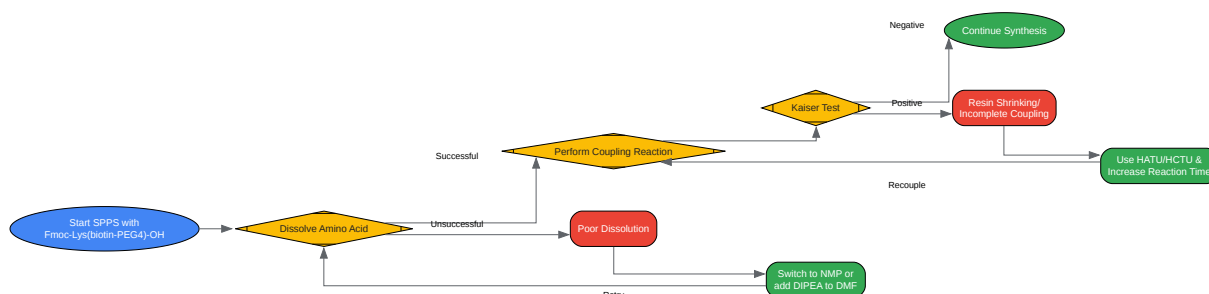 Negative
Continue Synthesis
Kaiser Test
Positive
Resin Shrinking/
Incomplete Coupling
Successful
Perform Coupling Reaction
Use HATU/HCTU &
Increase Reaction Time
Recouple
Start SPPS with
Fmoc-Lys(biotin-PEG4)-OH
Dissolve Amino Acid
Unsuccessful
Poor Dissolution
Switch to NMP or
add DIPEA to DMF
Retry